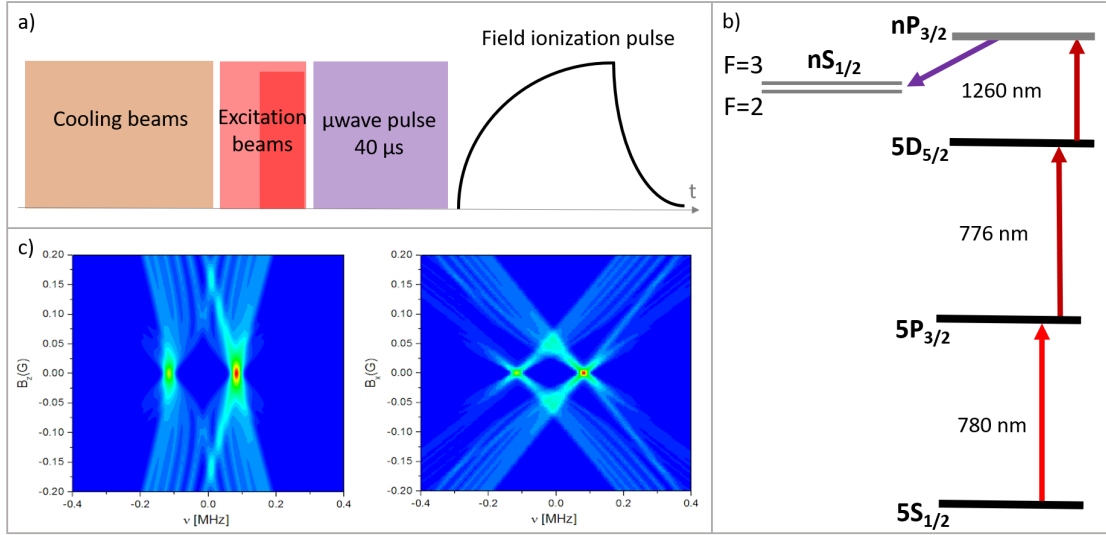 a)
Field ionization pulse
Cooling beams
Excitation
beams
μwave pulse
40 μs
t
b)
nP3/2
nS1/2
F=3
F=2
1260 nm
5D5/2
776 nm
5P3/2
780 nm
5S1/2
c)
0.20
0.15
0.10
0.05
0.00
-0.05
-0.10
-0.15
-0.20
Bz(G)
-0.4
-0.2
0.0
0.2
0.4
ν [MHz]
0.20
0.15
0.10
0.05
0.00
-0.05
-0.10
-0.15
-0.20
Bx(G)
-0.4
-0.2
0.0
0.2
0.4
ν [MHz]